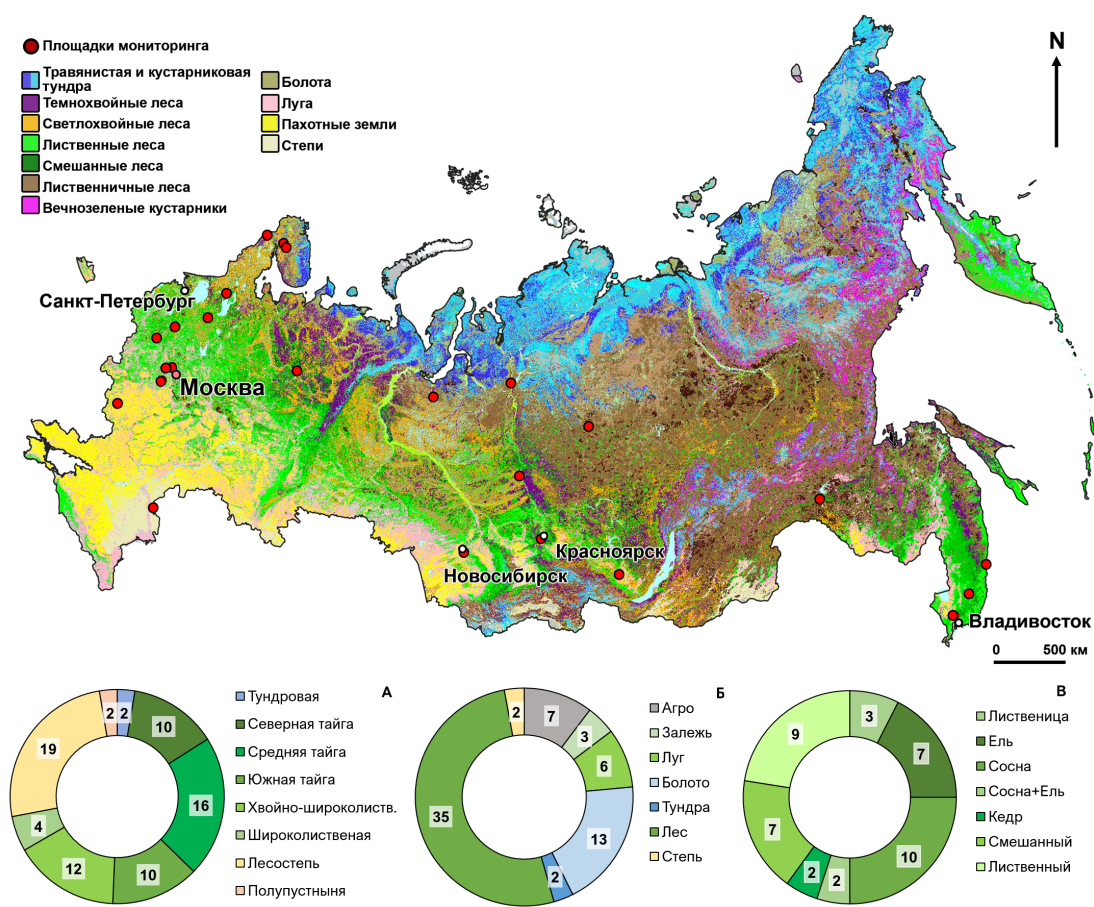 Площадки мониторинга
Травянистая и кустарниковая
тундра
Темнохвойные леса
Светлохвойные леса
Лиственные леса
Смешанные леса
Лиственничные леса
Вечнозеленые кустарники
Болота
Луга
Пахотные земли
Степи
N
Санкт-Петербург
Москва
Красноярск
Новосибирск
Владивосток
0 500 км
А
2
10
16
10
12
4
19
2
Тундровая
Северная тайга
Средняя тайга
Южная тайга
Хвойно-широколиств.
Широколиственая
Лесостепь
Полупустныня
Б
7
3
6
13
2
35
2
Агро
Залежь
Луг
Болото
Тундра
Лес
Степь
В
3
7
10
2
2
7
9
Лиственица
Ель
Сосна
Сосна+Ель
Кедр
Смешанный
Лиственный